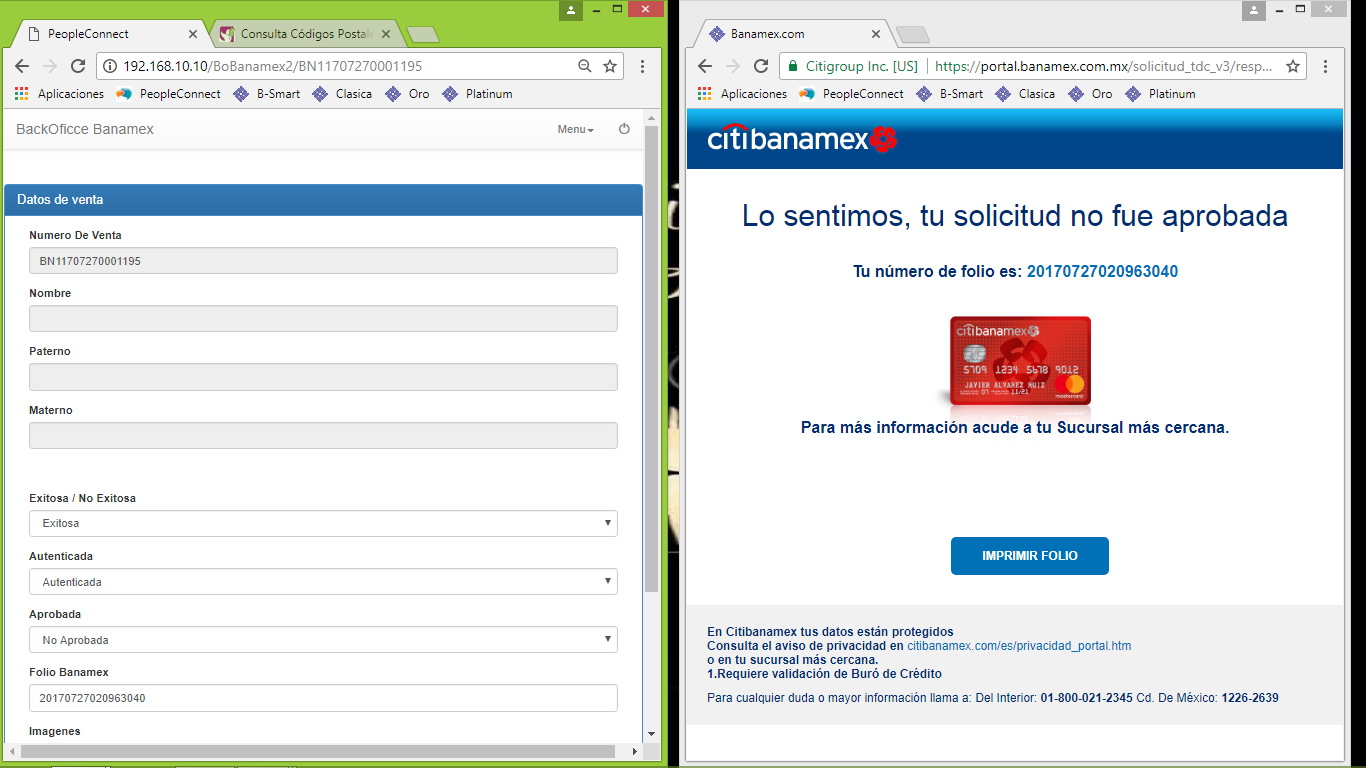 PeopleConnect
Consulta Códigos Postale
192.168.10.10/BoBanamex2/BN11707270001195
Aplicaciones PeopleConnect B-Smart Clasica Oro Platinum
BackOficce Banamex Menu
Datos de venta
Numero De Venta
BN11707270001195
Nombre
Paterno
Materno
Exitosa / No Exitosa
Exitosa
Autenticada
Autenticada
Aprobada
No Aprobada
Folio Banamex
20170727020963040
Imagenes
Banamex.com
Citigroup Inc. [US] https://portal.banamex.com.mx/solicitud_tdc_v3/resp...
Aplicaciones PeopleConnect B-Smart Clasica Oro Platinum
citibanamex
Lo sentimos, tu solicitud no fue aprobada
Tu número de folio es: 20170727020963040
citibanamex
5709 1234 5678 9012
JAVIER ALVAREZ RUIZ
07 11/21
mastercard
Para más información acude a tu Sucursal más cercana.
IMPRIMIR FOLIO
En Citibanamex tus datos están protegidos
Consulta el aviso de privacidad en citibanamex.com/es/privacidad_portal.htm
o en tu sucursal más cercana.
1.Requiere validación de Buró de Crédito
Para cualquier duda o mayor información llama a: Del Interior: 01-800-021-2345 Cd. De México: 1226-2639